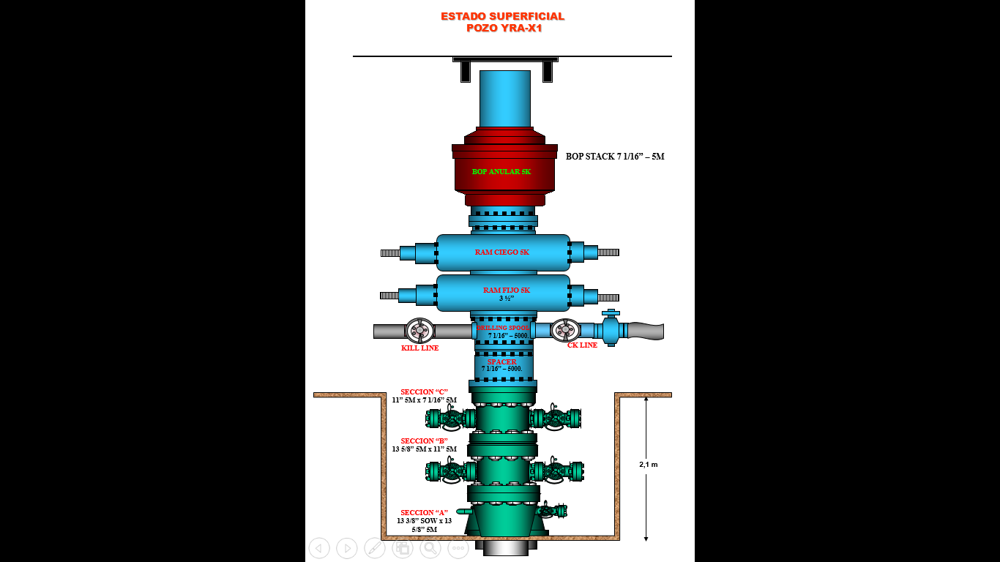 ESTADO SUPERFICIAL
POZO YRA-X1
BOP STACK 7 1/16” – 5M
BOP ANULAR 5K
RAM CIEGO 5K
RAM FIJO 5K
3 ½”
DRILLING SPOOL
7 1/16” – 5000.
KILL LINE
CK LINE
SPACER
7 1/16” – 5000.
SECCION “C”
11” 5M x 7 1/16” 5M
SECCION “B”
13 5/8” 5M x 11” 5M
2,1 m
SECCION “A”
13 3/8” SOW x 13
5/8” 5M